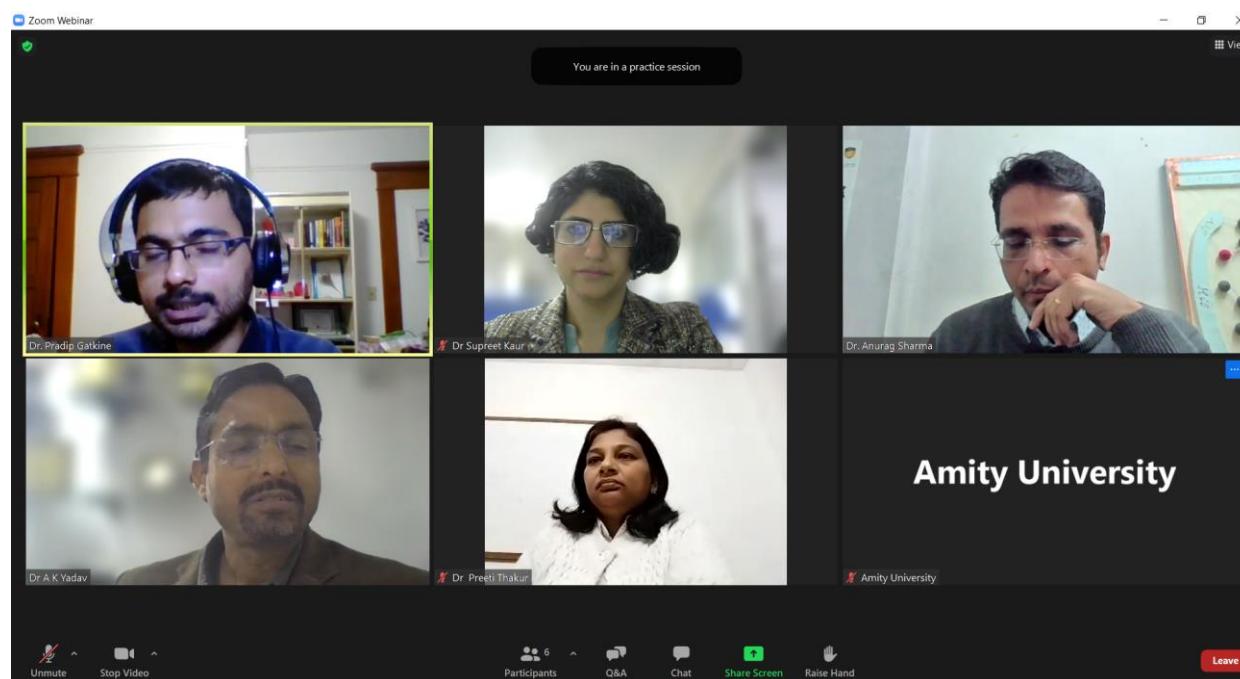 Zoom Webinar
View
You are in a practice session
Dr. Pradip Gatkine
Dr Supreet Kaur
Dr. Anurag Sharma
Amity University
Dr A K Yadav
Dr Preeti Thakur
Amity University
Unmute
Stop Video
6
Participants
Q&A
Chat
Share Screen
Raise Hand
Leave